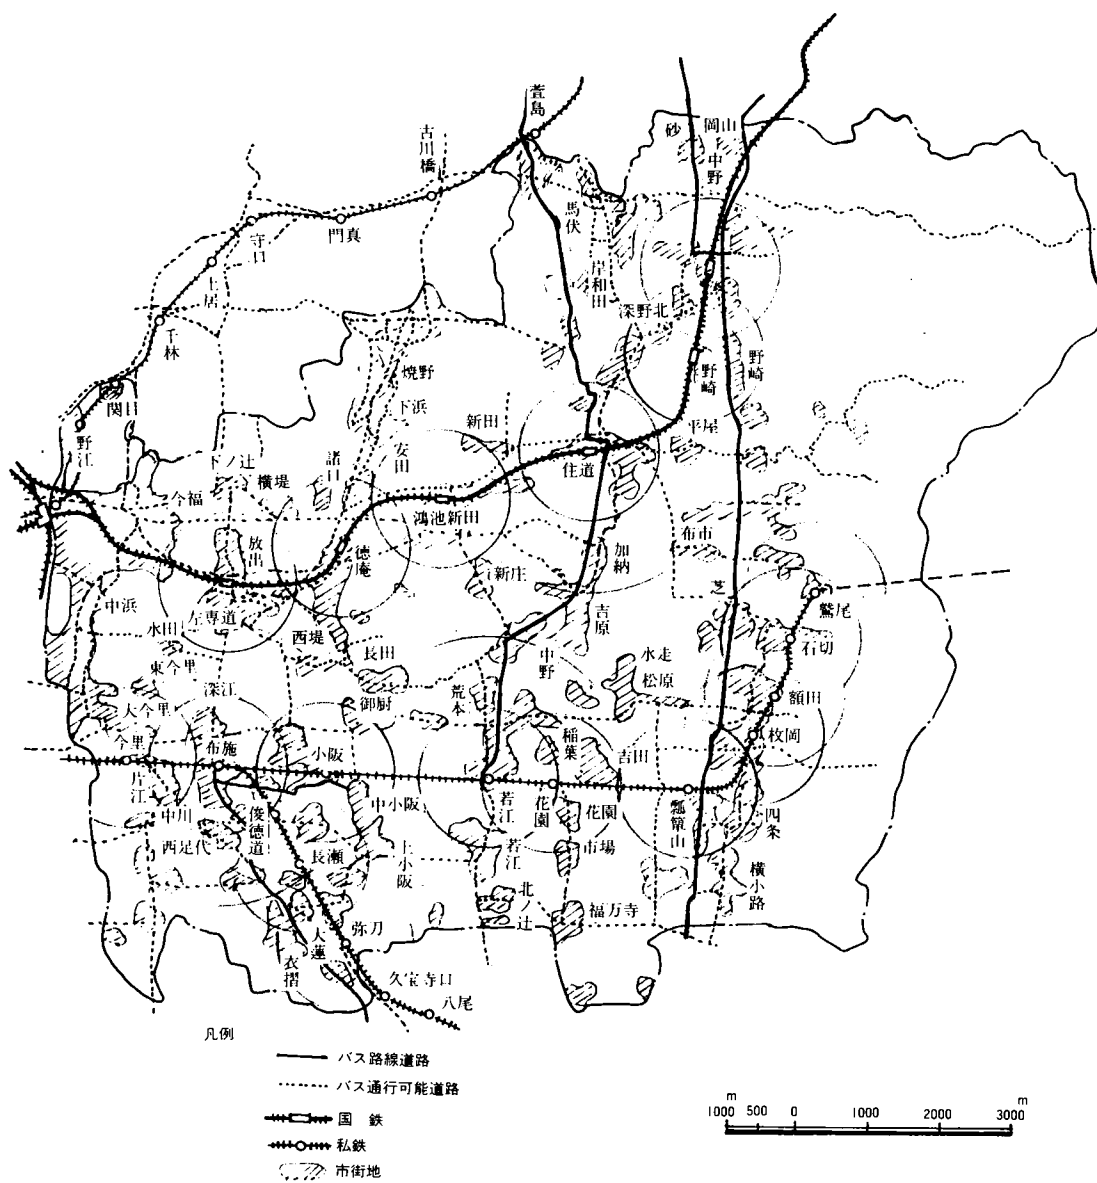 萱島
砂
岡山
中野
古川橋
馬伏
門真
守口
土居
岸和田
深野北
千林
野崎
野崎
焼野
関目
下浜
新田
平屋
野江
諸口
安田
住道
横堤
今福
鴻池新田
放出
徳庵
加納
布市
新庄
芝
中浜
左専道
吉原
鷲尾
永田
西堤
石切
東今里
長田
中野
水走
松原
深江
荒本
額田
大今里
御厨
稲葉
今里
布施
小阪
吉田
枚岡
片江
中小阪
若江
花園
花園
瓢箪山
四条
中川
俊徳道
西足代
長瀬
上小阪
若江
市場
横小路
北ノ辻
福万寺
弥刀
大蓮
衣摺
久宝寺口
八尾
凡例
バス路線道路
バス通行可能道路
国鉄
私鉄
市街地
m
m
1000 500 0 1000 2000 3000